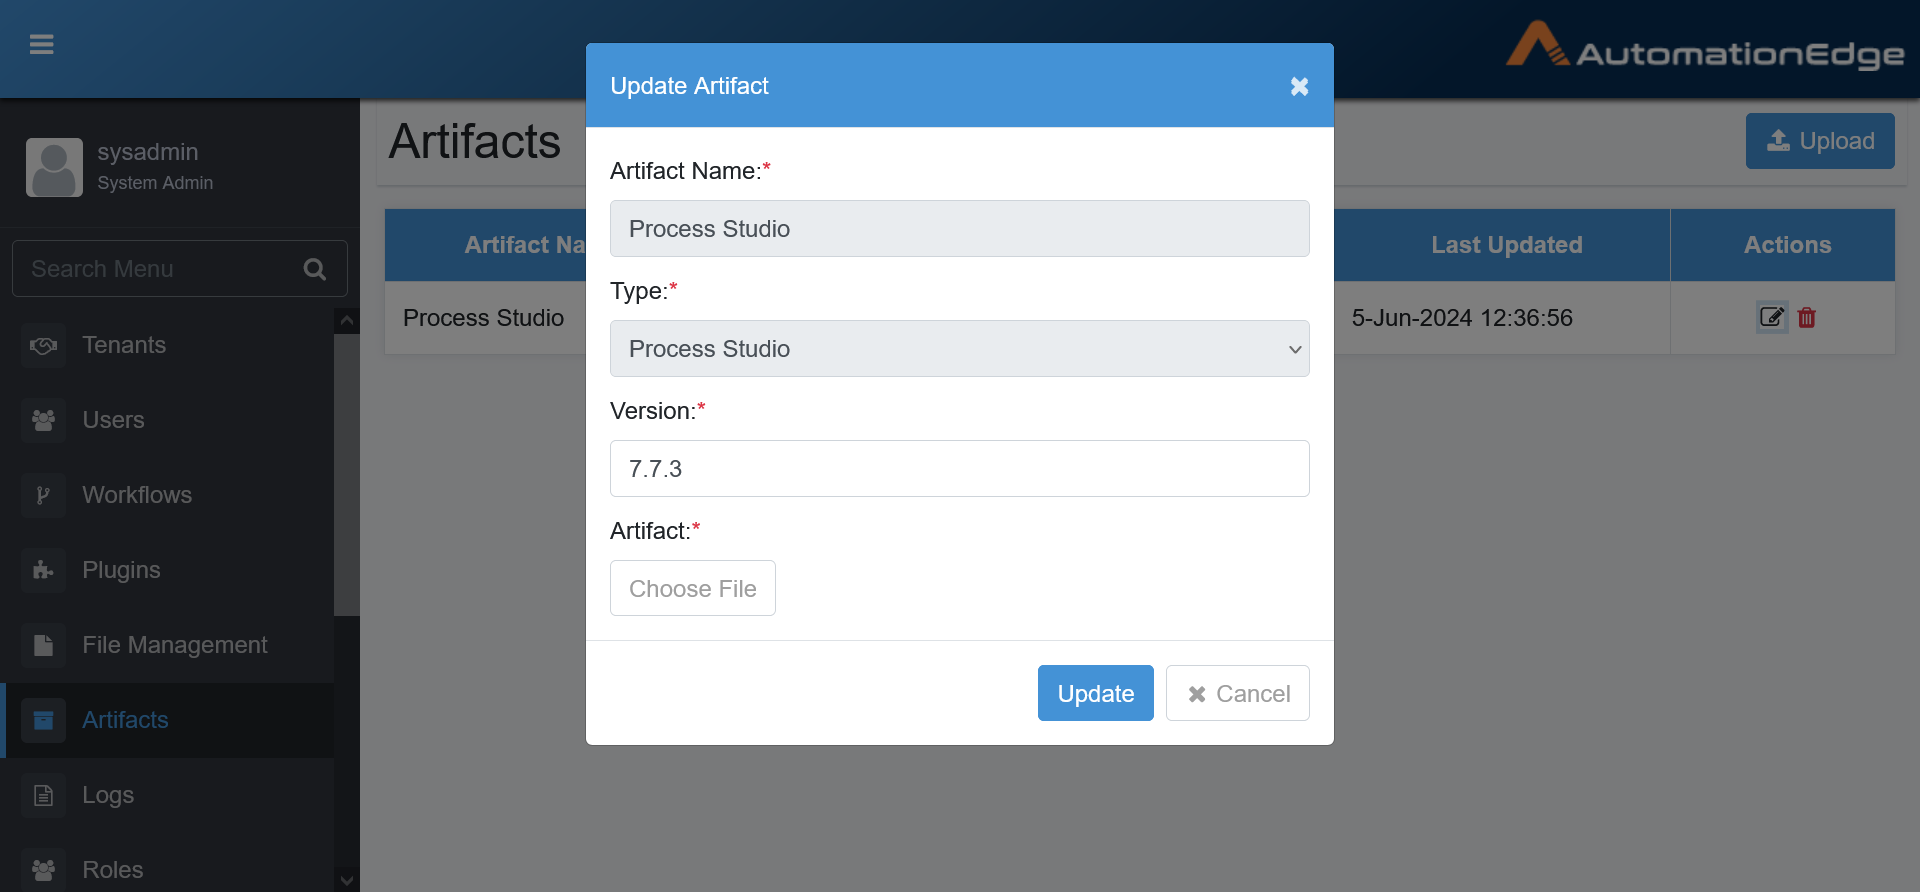 AutomationEdge
sysadmin
System Admin
Search Menu
Tenants
Users
Workflows
Plugins
File Management
Artifacts
Logs
Roles
Artifacts
Upload
Artifact Na
Last Updated
Actions
Process Studio
5-Jun-2024 12:36:56
Update Artifact
Artifact Name:*
Process Studio
Type:*
Process Studio
Version:*
7.7.3
Artifact:*
Choose File
Update
Cancel